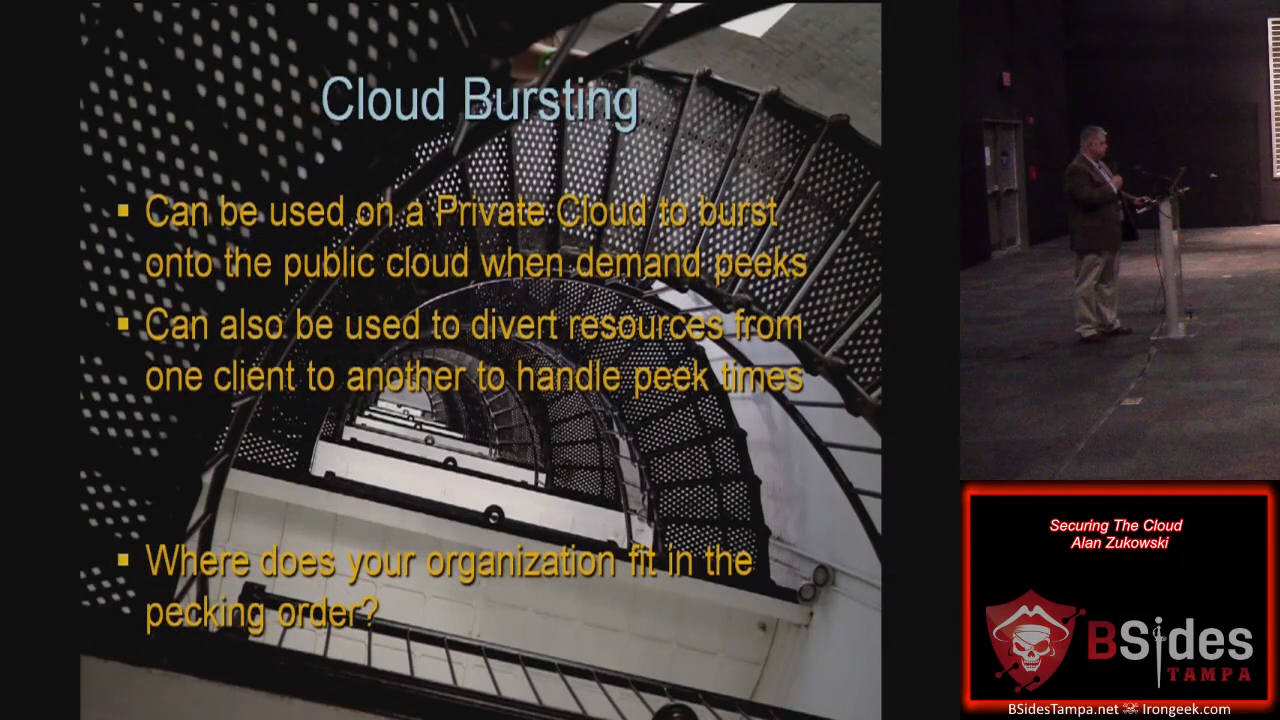 Cloud Bursting
▪ Can be used on a Private Cloud to burst
onto the public cloud when demand peeks
▪ Can also be used to divert resources from
one client to another to handle peek times
▪ Where does your organization fit in the
pecking order?
Securing The Cloud
Alan Zukowski
BSides
TAMPA
BSidesTampa.net ☠ Irongeek.com